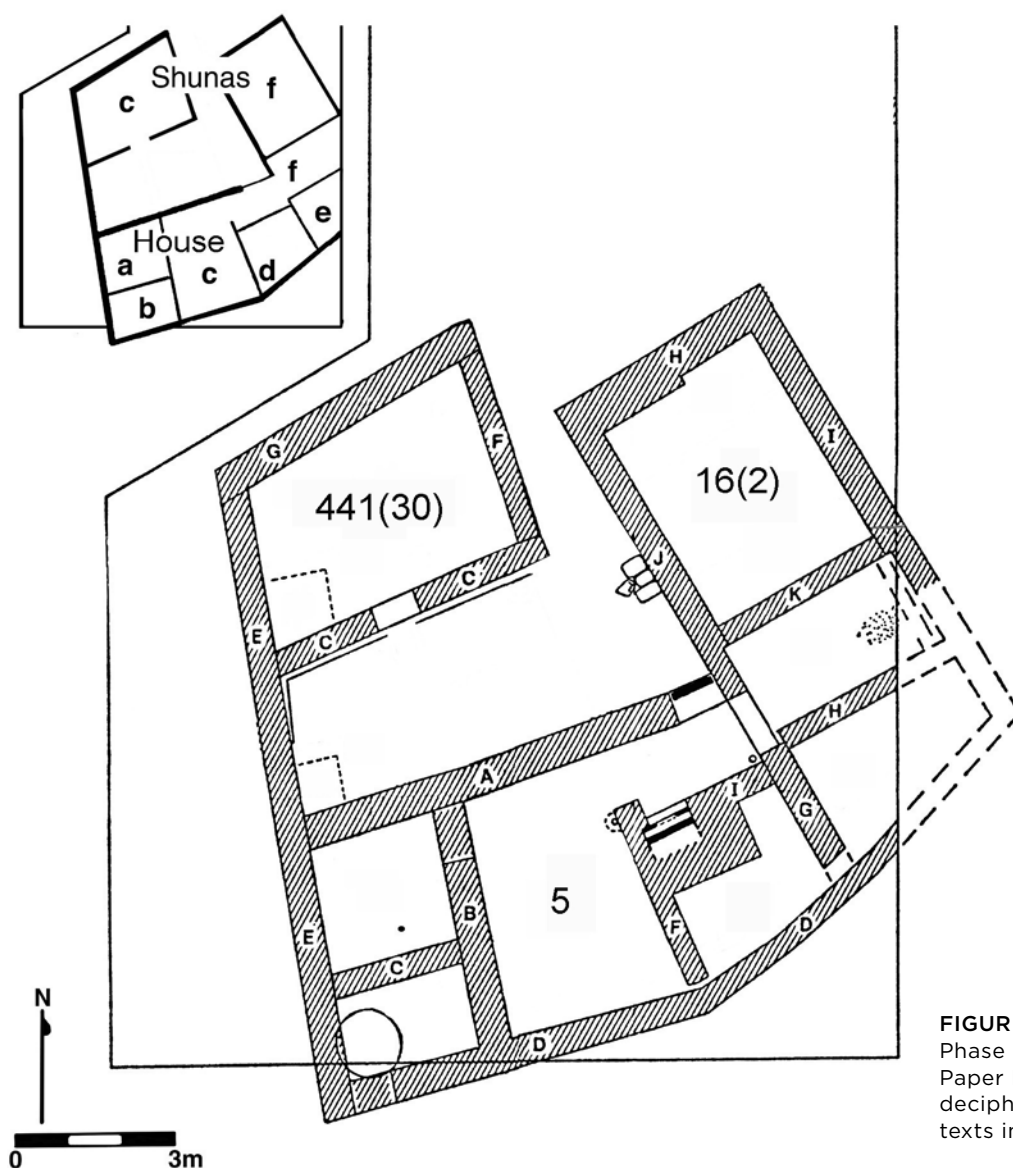 Shunas
c
f
f
House
e
a
c
d
b
H
G
F
I
441(30)
16(2)
J
C
E
C
K
H
A
I
G
B
5
E
F
D
C
N
D
0
3m
FIGUR
Phase
Paper
deciph
texts in